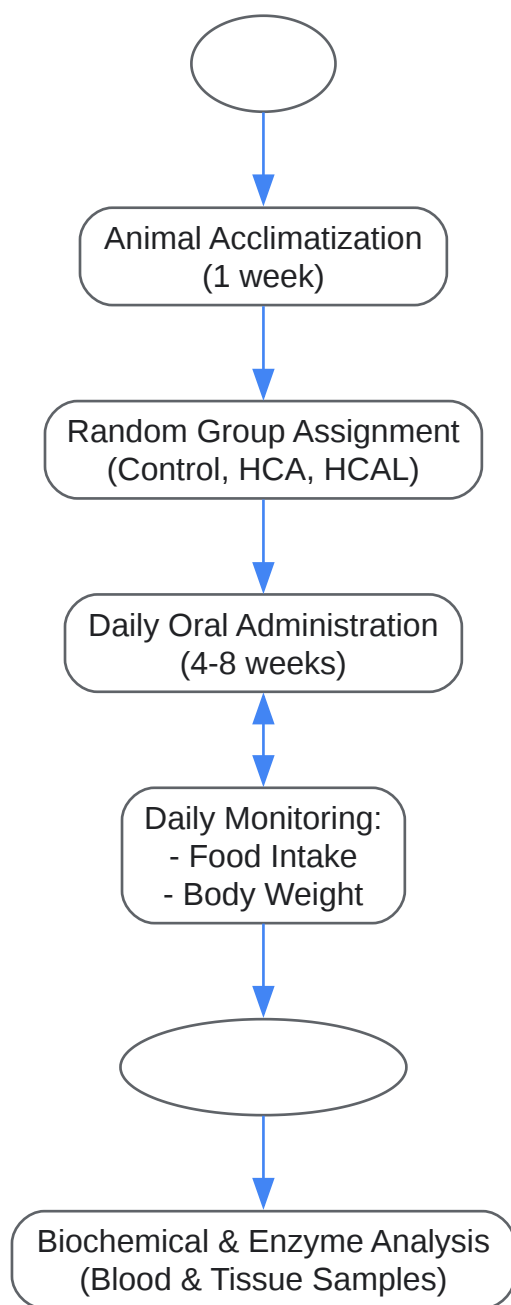 Animal Acclimatization
(1 week)
Random Group Assignment
(Control, HCA, HCAL)
Daily Oral Administration
(4-8 weeks)
Daily Monitoring:
- Food Intake
- Body Weight
Biochemical & Enzyme Analysis
(Blood & Tissue Samples)